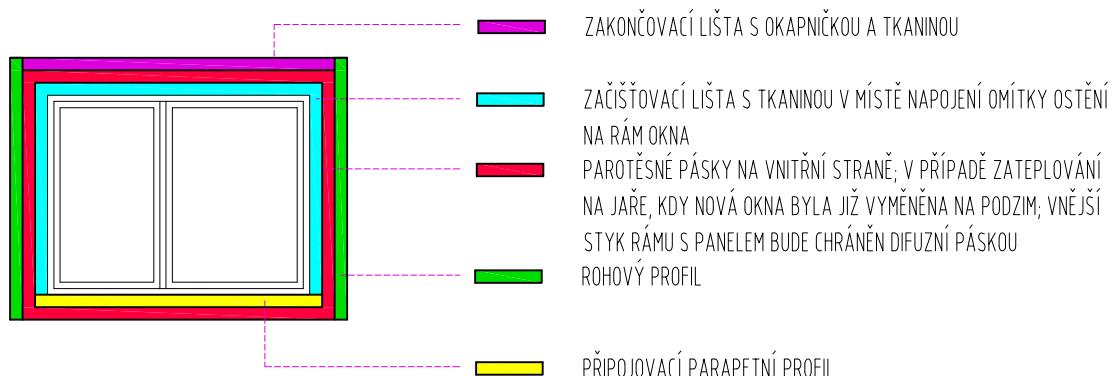 ZAKONČOVACÍ LIŠTA S OKAPNIČKOU A TKANINOU
ZAČIŠŤOVACÍ LIŠTA S TKANINOU V MÍSTĚ NAPOJENÍ OMÍTKY OSTĚNÍ
NA RÁM OKNA
PAROTĚSNÉ PÁSKY NA VNITŘNÍ STRANĚ; V PŘÍPADĚ ZATEPLOVÁNÍ
NA JAŘE, KDY NOVÁ OKNA BYLA JIŽ VYMĚNĚNA NA PODZIM; VNĚJŠÍ
STYK RÁMU S PANELEM BUDE CHRÁNĚN DIFUZNÍ PÁSKOU
ROHOVÝ PROFIL
PŘIPOJOVACÍ PARAPETNÍ PROFIL